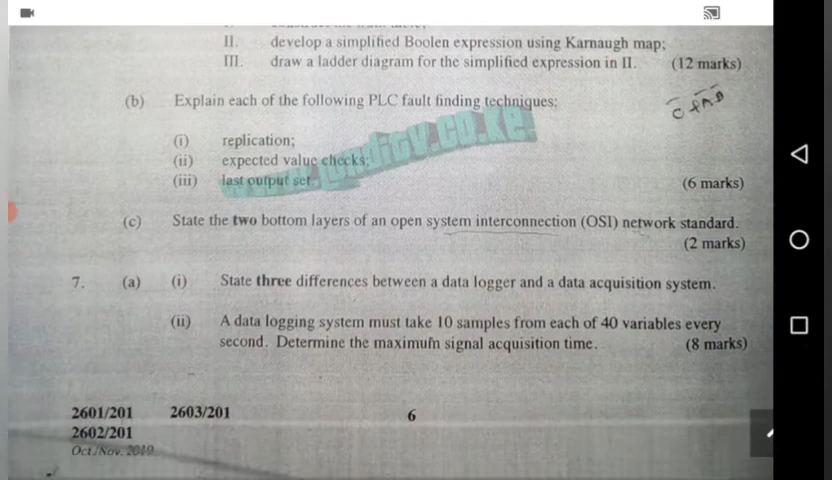 II. develop a simplified Boolen expression using Karnaugh map;
III. draw a ladder diagram for the simplified expression in II. (12 marks)
(b) Explain each of the following PLC fault finding techniques;
(i) replication;
(ii) expected value checks;
(iii) last output set. (6 marks)
(c) State the two bottom layers of an open system interconnection (OSI) network standard.
(2 marks)
7. (a) (i) State three differences between a data logger and a data acquisition system.
(ii) A data logging system must take 10 samples from each of 40 variables every
second. Determine the maximum signal acquisition time. (8 marks)
2601/201 2603/201 6
2602/201
Oct./Nov. 2019